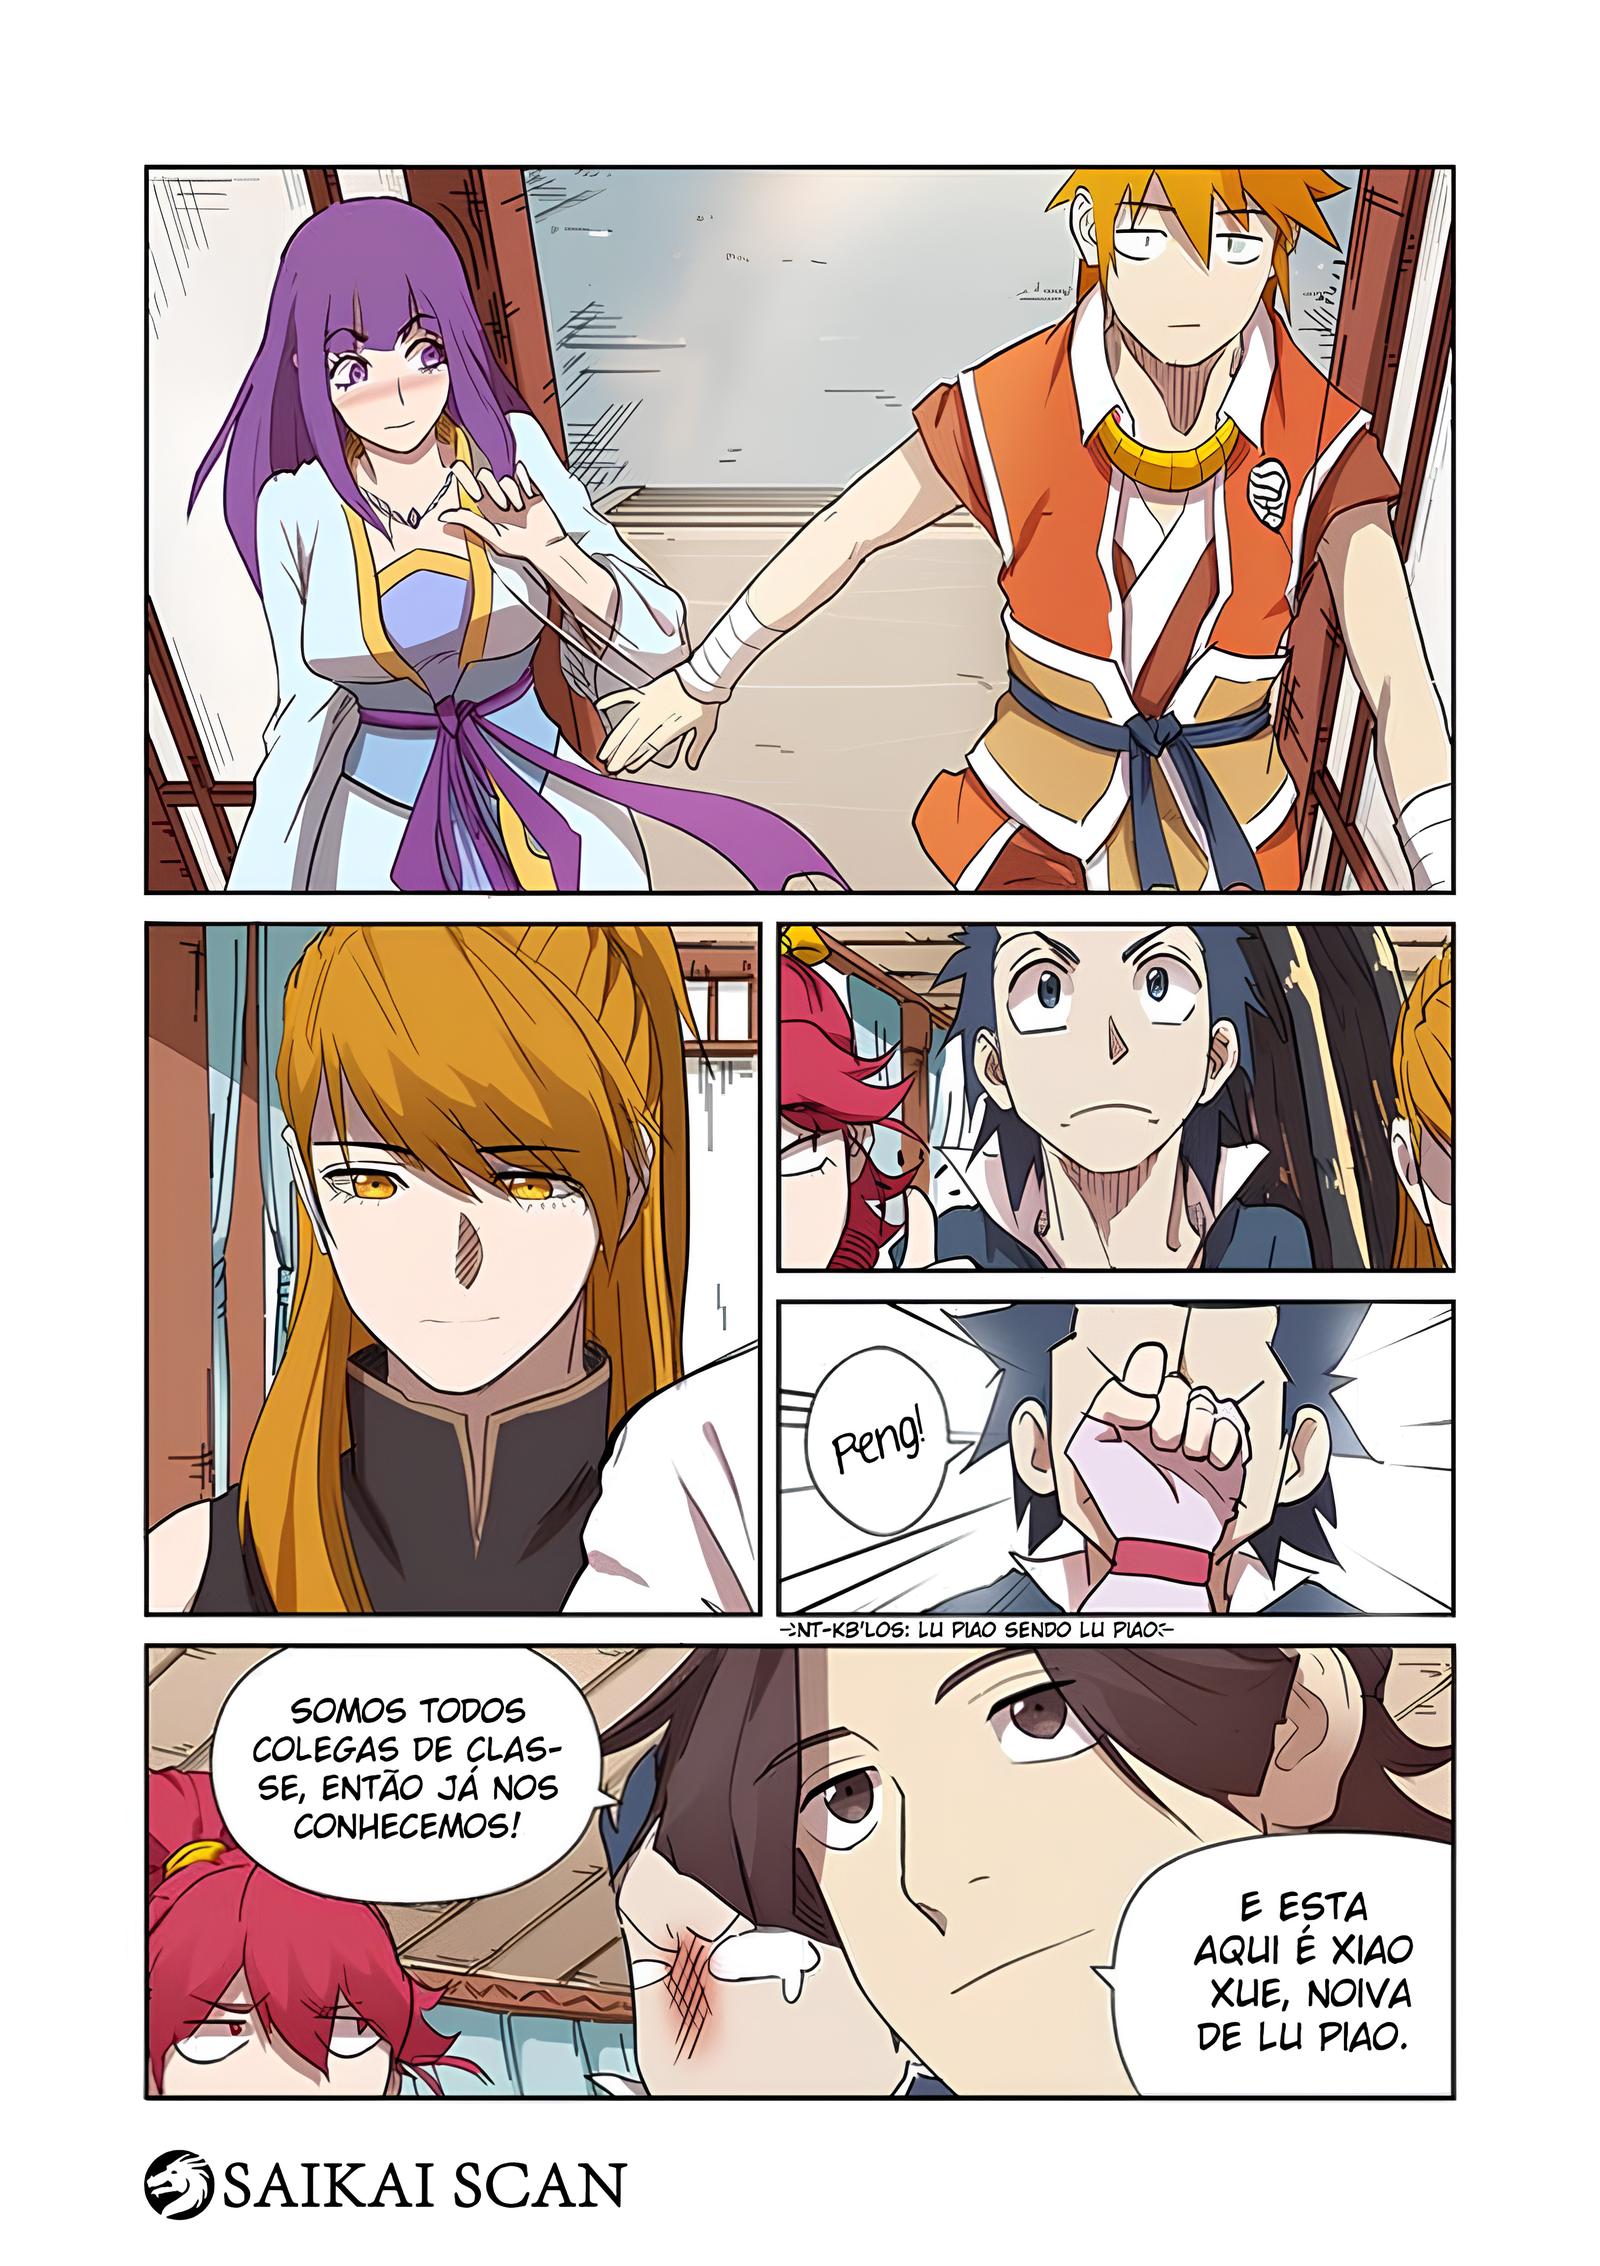 Peng!
NT-KB'LOS: LU PIAO SENDO LU PIAO
SOMOS TODOS
COLEGAS DE CLAS-
SE, ENTÃO JÁ NOS
CONHECEMOS!
E ESTA
AQUI É XIAO
XUE, NOIVA
DE LU PIAO.
SAIKAI SCAN